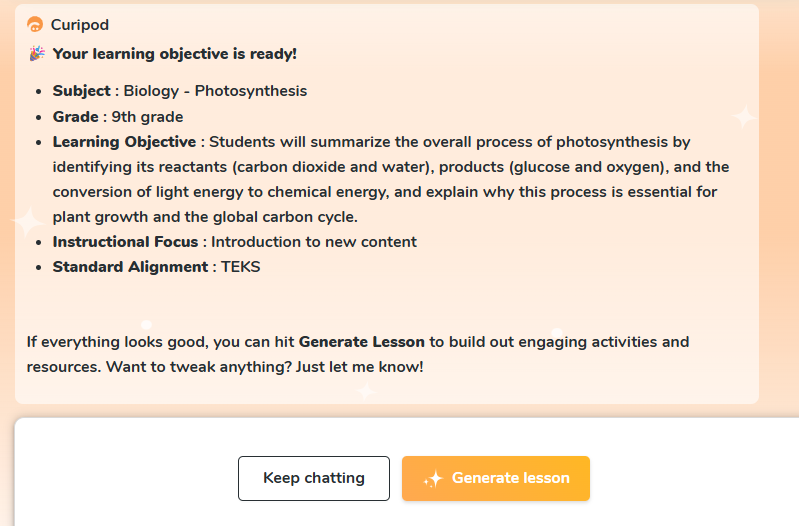 Curipod
🎉 Your learning objective is ready!
• Subject : Biology - Photosynthesis
• Grade : 9th grade
• Learning Objective : Students will summarize the overall process of photosynthesis by
identifying its reactants (carbon dioxide and water), products (glucose and oxygen), and the
conversion of light energy to chemical energy, and explain why this process is essential for
plant growth and the global carbon cycle.
• Instructional Focus : Introduction to new content
• Standard Alignment : TEKS
If everything looks good, you can hit Generate Lesson to build out engaging activities and
resources. Want to tweak anything? Just let me know!
Keep chatting
Generate lesson